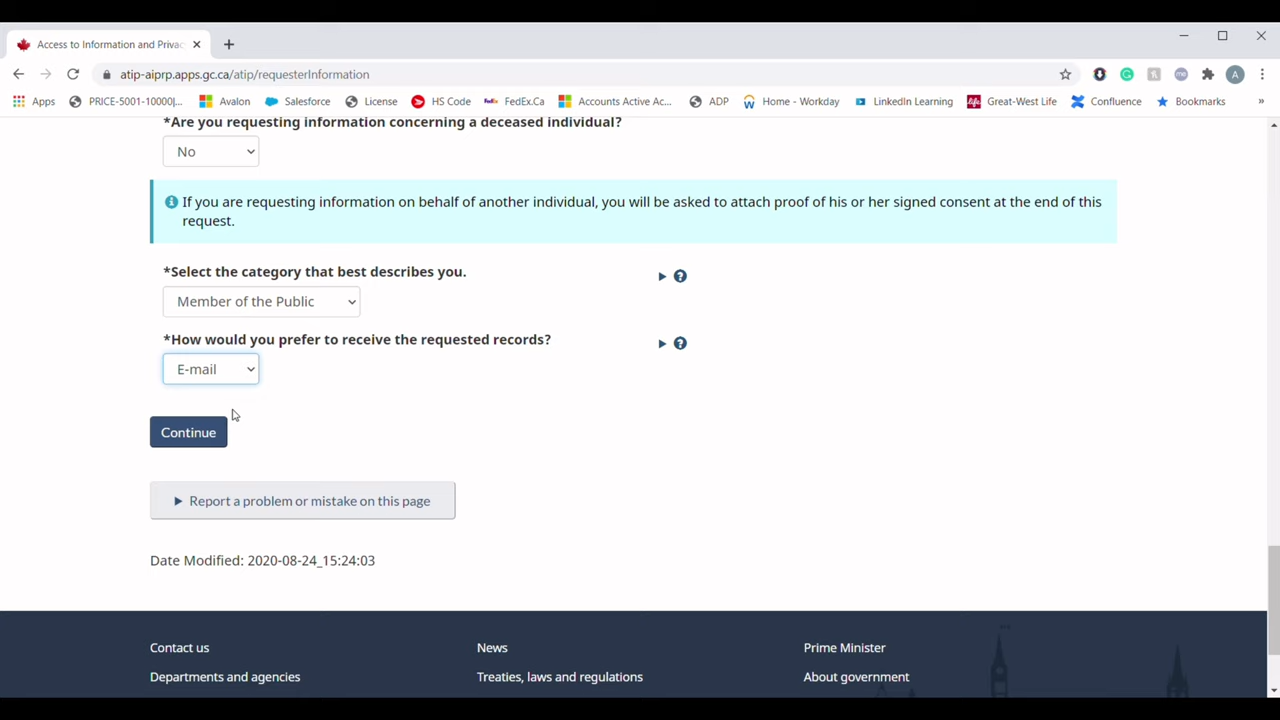 Access to Information and Privac
atip-aiprp.apps.gc.ca/atip/requesterInformation
A
Apps PRICE-5001-10000|... Avalon Salesforce License HS Code FedEx FedEx.Ca Accounts Active Ac... ADP Home - Workday LinkedIn Learning life Great-West Life Confluence Bookmarks »
*Are you requesting information concerning a deceased individual?
No
If you are requesting information on behalf of another individual, you will be asked to attach proof of his or her signed consent at the end of this
request.
*Select the category that best describes you.
Member of the Public
*How would you prefer to receive the requested records?
E-mail
Continue
Report a problem or mistake on this page
Date Modified: 2020-08-24_15:24:03
Contact us News Prime Minister
Departments and agencies Treaties, laws and regulations About government